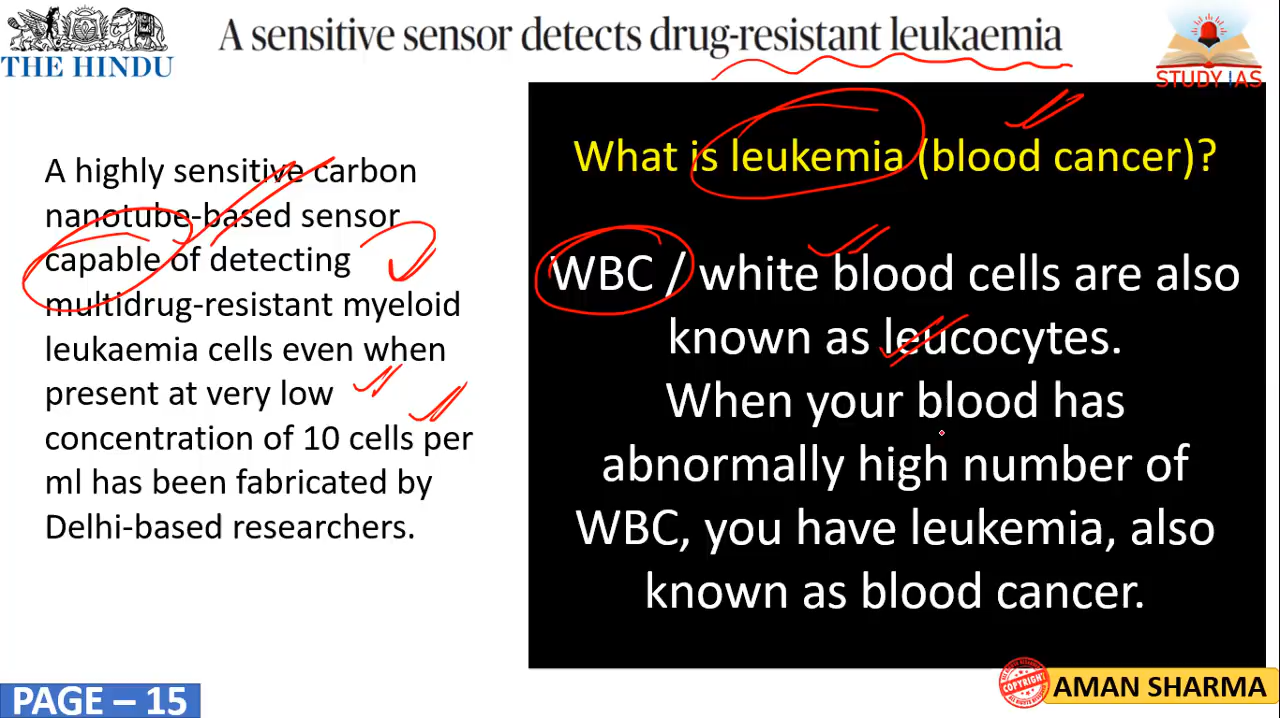 THE HINDU
A sensitive sensor detects drug-resistant leukaemia
STUDY IAS
A highly sensitive carbon
nanotube-based sensor
capable of detecting
multidrug-resistant myeloid
leukaemia cells even when
present at very low
concentration of 10 cells per
ml has been fabricated by
Delhi-based researchers.
What is leukemia (blood cancer)?
WBC / white blood cells are also
known as leucocytes.
When your blood has
abnormally high number of
WBC, you have leukemia, also
known as blood cancer.
PAGE – 15
COPYRIGHT
AMAN SHARMA